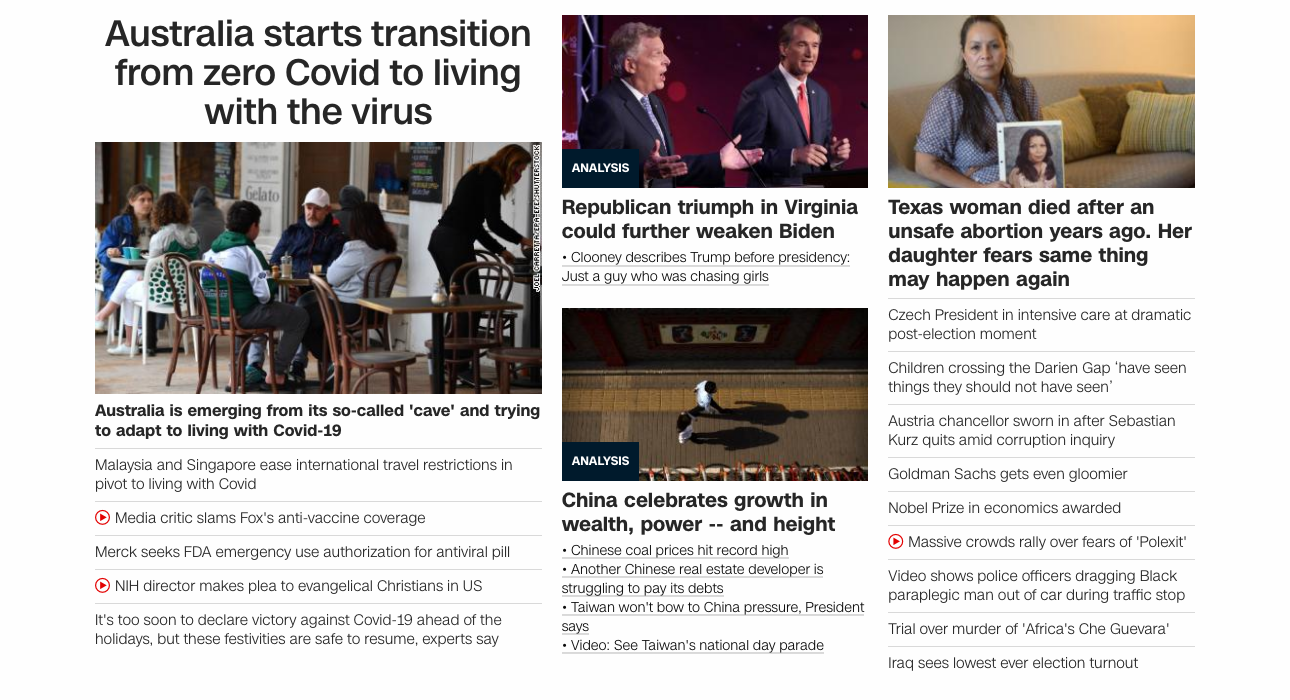 Australia starts transition
from zero Covid to living
with the virus
Gelato
JOEL CARRETT/EPA-EFE/SHUTTERSTOCK
Australia is emerging from its so-called 'cave' and trying
to adapt to living with Covid-19
Malaysia and Singapore ease international travel restrictions in
pivot to living with Covid
Media critic slams Fox's anti-vaccine coverage
Merck seeks FDA emergency use authorization for antiviral pill
NIH director makes plea to evangelical Christians in US
It's too soon to declare victory against Covid-19 ahead of the
holidays, but these festivities are safe to resume, experts say
ANALYSIS
Republican triumph in Virginia
could further weaken Biden
• Clooney describes Trump before presidency:
Just a guy who was chasing girls
ANALYSIS
China celebrates growth in
wealth, power -- and height
• Chinese coal prices hit record high
• Another Chinese real estate developer is
struggling to pay its debts
• Taiwan won't bow to China pressure, President
says
• Video: See Taiwan's national day parade
Texas woman died after an
unsafe abortion years ago. Her
daughter fears same thing
may happen again
Czech President in intensive care at dramatic
post-election moment
Children crossing the Darien Gap ‘have seen
things they should not have seen’
Austria chancellor sworn in after Sebastian
Kurz quits amid corruption inquiry
Goldman Sachs gets even gloomier
Nobel Prize in economics awarded
Massive crowds rally over fears of 'Polexit'
Video shows police officers dragging Black
paraplegic man out of car during traffic stop
Trial over murder of 'Africa's Che Guevara'
Iraq sees lowest ever election turnout